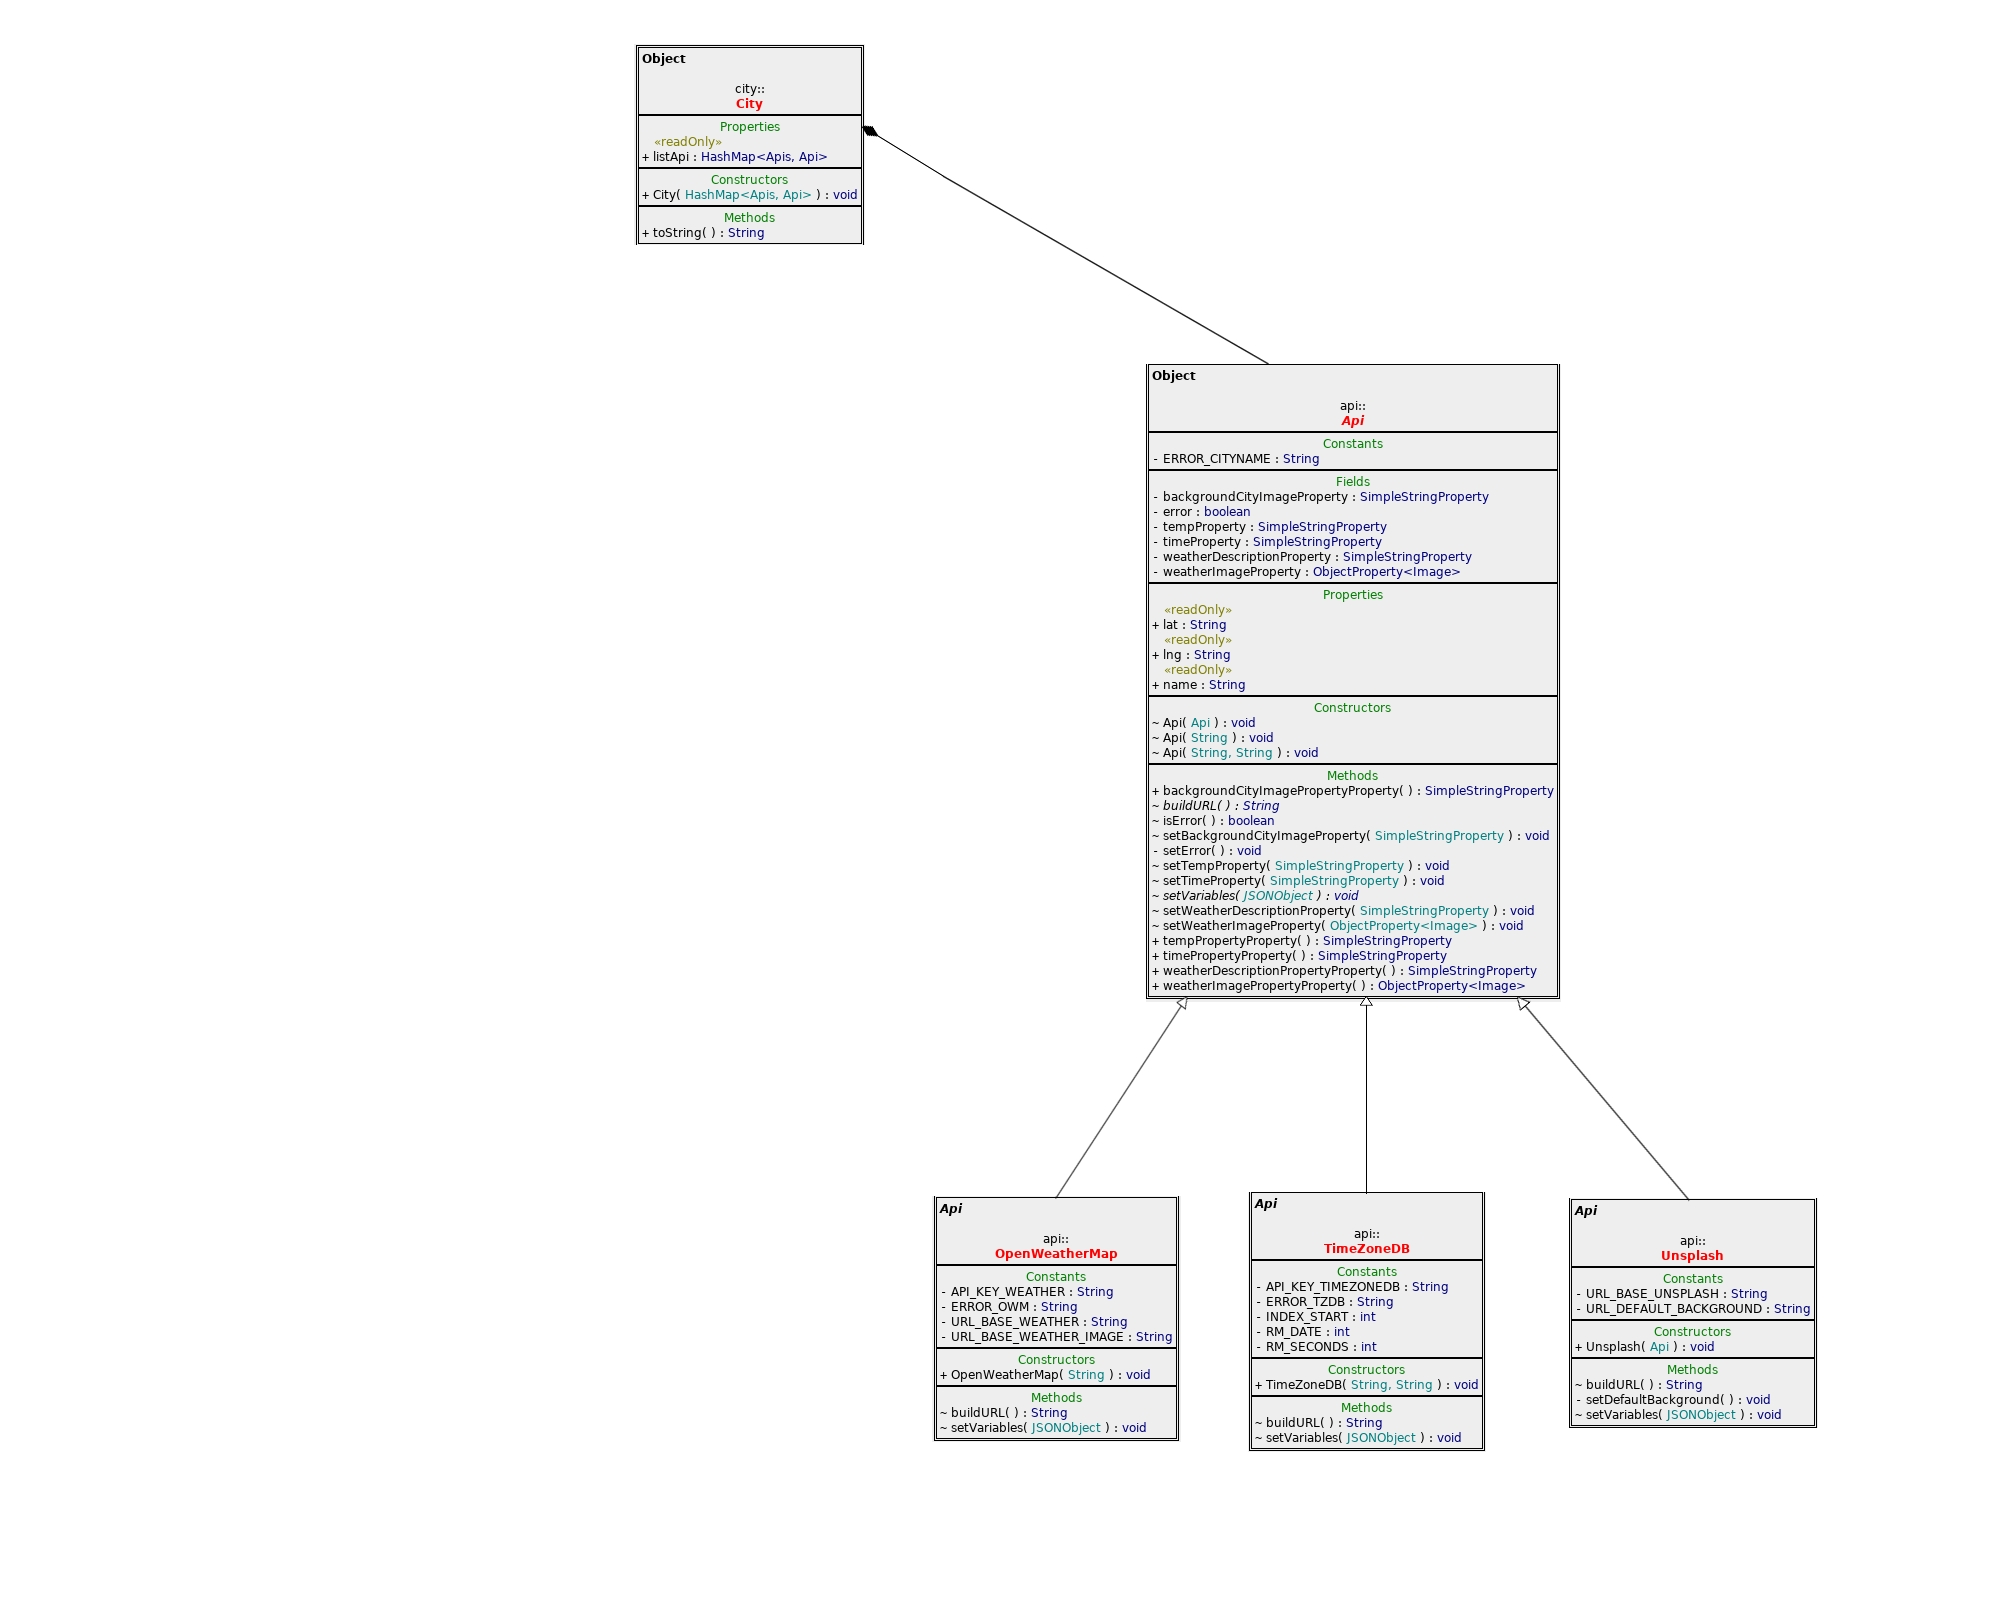 Object
city::
City
Properties
«readOnly»
+ listApi : HashMap<Apis, Api>
Constructors
+ City( HashMap<Apis, Api> ) : void
Methods
+ toString( ) : String
Object
api::
Api
Constants
- ERROR_CITYNAME : String
Fields
- backgroundCityImageProperty : SimpleStringProperty
- error : boolean
- tempProperty : SimpleStringProperty
- timeProperty : SimpleStringProperty
- weatherDescriptionProperty : SimpleStringProperty
- weatherImageProperty : ObjectProperty<Image>
Properties
«readOnly»
+ lat : String
«readOnly»
+ lng : String
«readOnly»
+ name : String
Constructors
~ Api( Api ) : void
~ Api( String ) : void
~ Api( String, String ) : void
Methods
+ backgroundCityImagePropertyProperty( ) : SimpleStringProperty
~ buildURL( ) : String
~ isError( ) : boolean
~ setBackgroundCityImageProperty( SimpleStringProperty ) : void
- setError( ) : void
~ setTempProperty( SimpleStringProperty ) : void
~ setTimeProperty( SimpleStringProperty ) : void
~ setVariables( JSONObject ) : void
~ setWeatherDescriptionProperty( SimpleStringProperty ) : void
~ setWeatherImageProperty( ObjectProperty<Image> ) : void
+ tempPropertyProperty( ) : SimpleStringProperty
+ timePropertyProperty( ) : SimpleStringProperty
+ weatherDescriptionPropertyProperty( ) : SimpleStringProperty
+ weatherImagePropertyProperty( ) : ObjectProperty<Image>
Api
api::
OpenWeatherMap
Constants
- API_KEY_WEATHER : String
- ERROR_OWM : String
- URL_BASE_WEATHER : String
- URL_BASE_WEATHER_IMAGE : String
Constructors
+ OpenWeatherMap( String ) : void
Methods
~ buildURL( ) : String
~ setVariables( JSONObject ) : void
Api
api::
TimeZoneDB
Constants
- API_KEY_TIMEZONEDB : String
- ERROR_TZDB : String
- INDEX_START : int
- RM_DATE : int
- RM_SECONDS : int
Constructors
+ TimeZoneDB( String, String ) : void
Methods
~ buildURL( ) : String
~ setVariables( JSONObject ) : void
Api
api::
Unsplash
Constants
- URL_BASE_UNSPLASH : String
- URL_DEFAULT_BACKGROUND : String
Constructors
+ Unsplash( Api ) : void
Methods
~ buildURL( ) : String
- setDefaultBackground( ) : void
~ setVariables( JSONObject ) : void